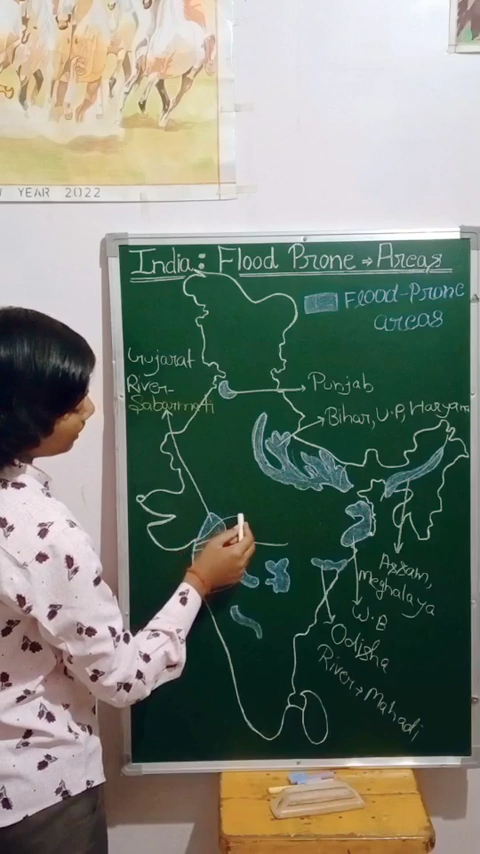 YEAR 2022
India: Flood Prone → Areas
Flood-Prone
areas
Gujarat
River-
Sabarmati
Punjab
Bihar, U.P, Haryam
Assam,
meghalaya
W.B
Odisha
River → Mahadi